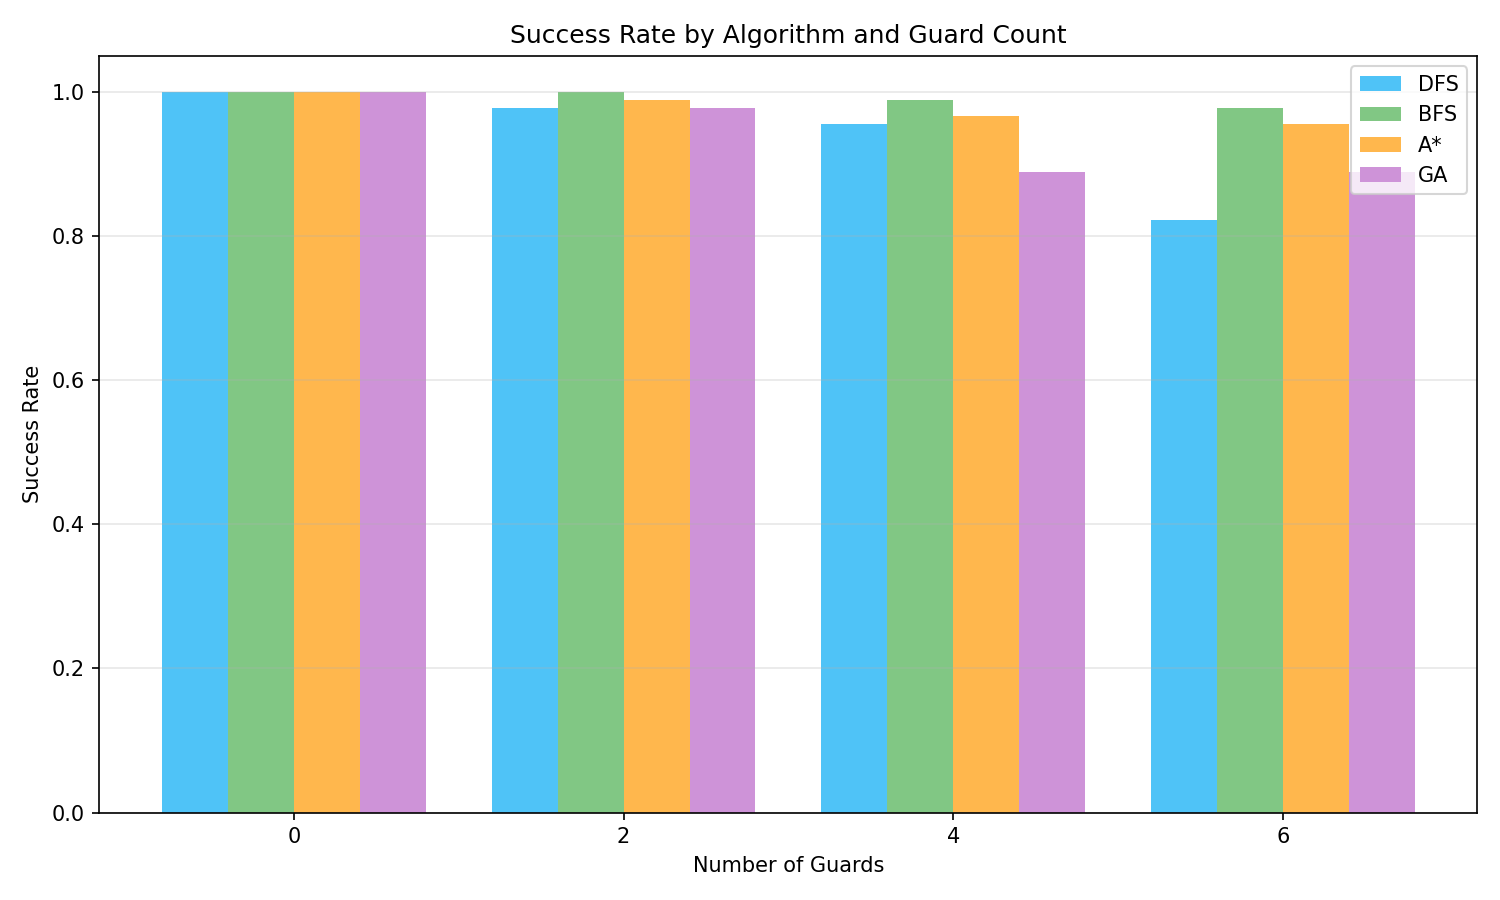 Success Rate by Algorithm and Guard Count
DFS
BFS
A*
GA
Success Rate
1.0
0.8
0.6
0.4
0.2
0.0
0 2 4 6
Number of Guards